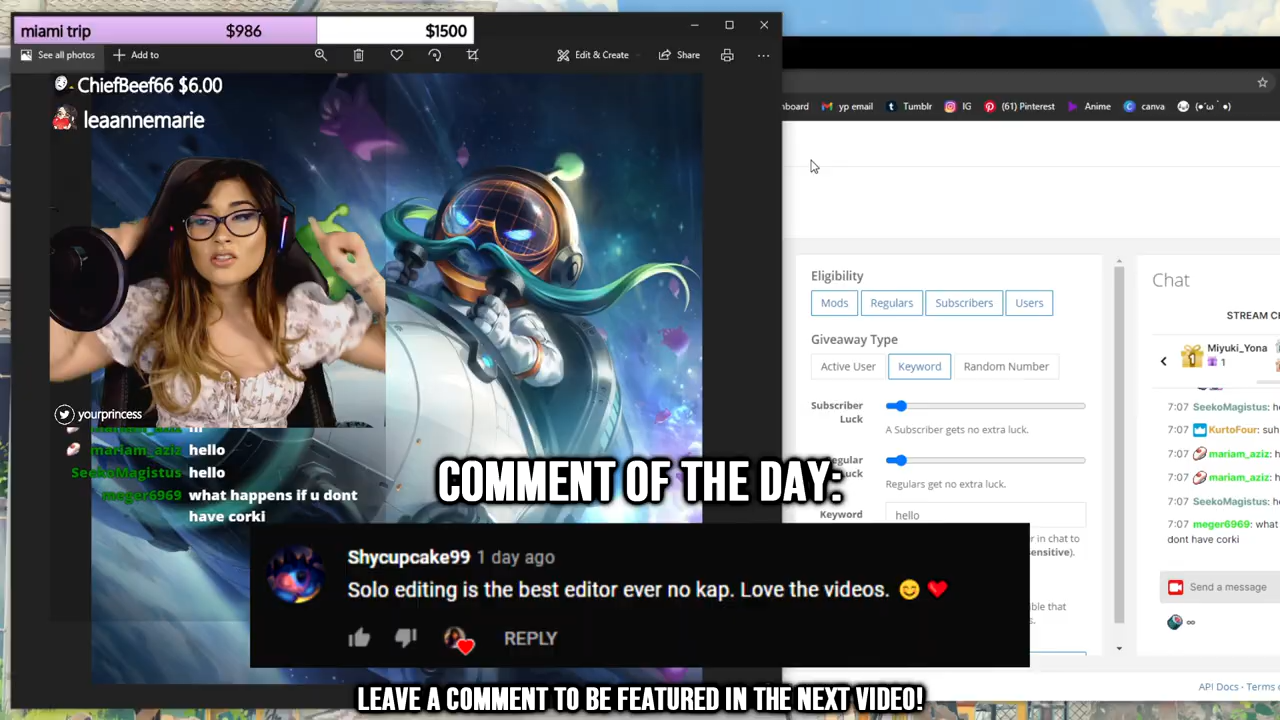 miami trip $986 $1500
See all photos Add to Edit & Create Share
ChiefBeef66 $6.00
leaannemarie
yp email Tumblr IG (61) Pinterest Anime canva (●'ω'●)
yourprincess
mariam_aziz hello
SeekoMagistus hello
meger6969 what happens if u dont
have corki
Eligibility
Mods Regulars Subscribers Users
Giveaway Type
Active User Keyword Random Number
Subscriber
Luck
A Subscriber gets no extra luck.
Regulars get no extra luck.
Keyword hello
Chat
STREAM
Miyuki_Yona
1
7:07 SeekoMagistus:
7:07 KurtoFour: suh
7:07 mariam_aziz:
7:07 mariam_aziz:
7:07 SeekoMagistus:
7:07 meger6969: what
dont have corki
Send a message
∞
API Docs · Terms
COMMENT OF THE DAY:
Shycupcake99 1 day ago
Solo editing is the best editor ever no kap. Love the videos. 😊 ❤
REPLY
LEAVE A COMMENT TO BE FEATURED IN THE NEXT VIDEO!